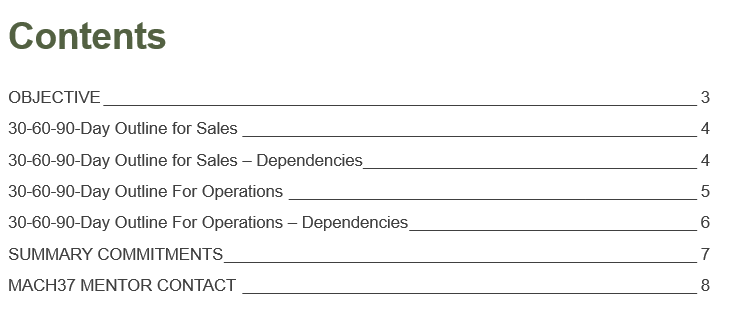 Contents
OBJECTIVE 3
30-60-90-Day Outline for Sales 4
30-60-90-Day Outline for Sales – Dependencies 4
30-60-90-Day Outline For Operations 5
30-60-90-Day Outline For Operations – Dependencies 6
SUMMARY COMMITMENTS 7
MACH37 MENTOR CONTACT 8